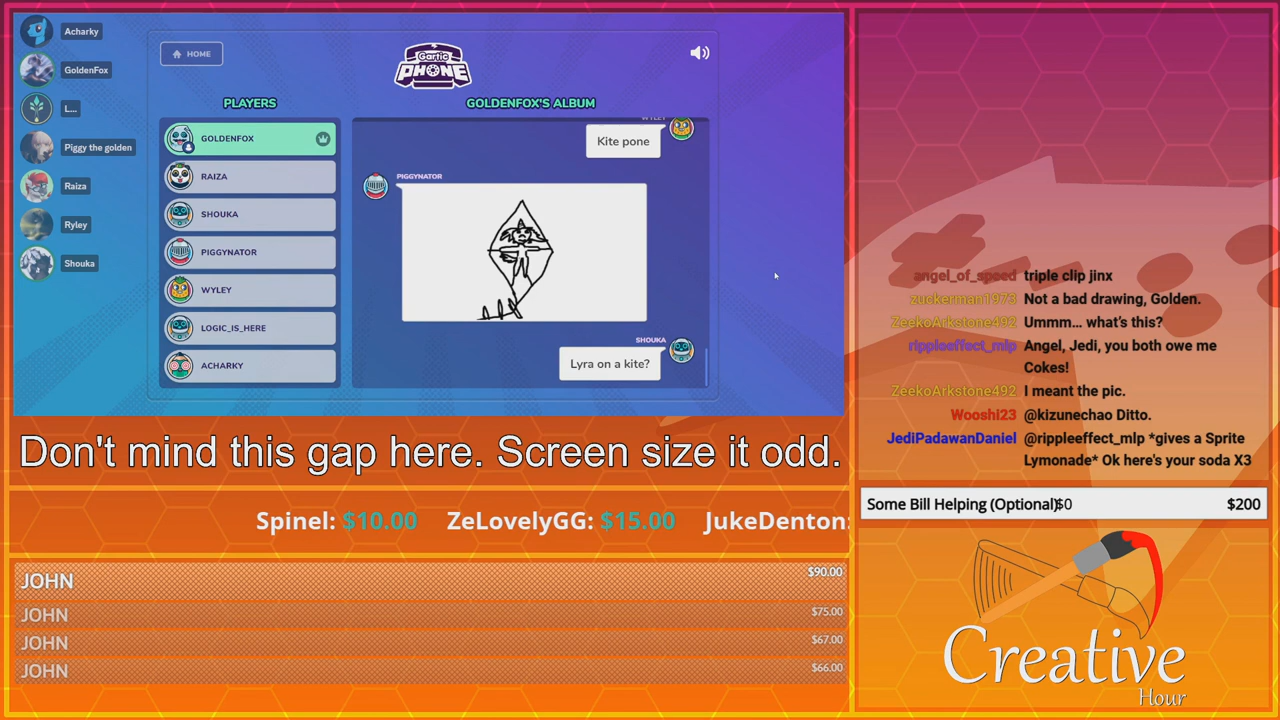 Acharky
GoldenFox
L...
Piggy the golden
Raiza
Ryley
Shouka
HOME
Gartic
PHONE
PLAYERS
GOLDENFOX
RAIZA
SHOUKA
PIGGYNATOR
WYLEY
LOGIC_IS_HERE
ACHARKY
GOLDENFOX'S ALBUM
WYLEY
Kite pone
PIGGYNATOR
SHOUKA
Lyra on a kite?
Don't mind this gap here. Screen size it odd.
Spinel: $10.00 ZeLovelyGG: $15.00 JukeDenton:
JOHN $90.00
JOHN $75.00
JOHN $67.00
JOHN $66.00
angel_of_speed triple clip jinx
zuckerman1973 Not a bad drawing, Golden.
ZeekoArkstone492 Ummm... what's this?
rippleeffect_mlp Angel, Jedi, you both owe me
Cokes!
ZeekoArkstone492 I meant the pic.
Wooshi23 @kizunechao Ditto.
JediPadawanDaniel @rippleeffect_mlp *gives a Sprite
Lymonade* Ok here's your soda X3
Some Bill Helping (Optional) $0 $200
Creative
Hour